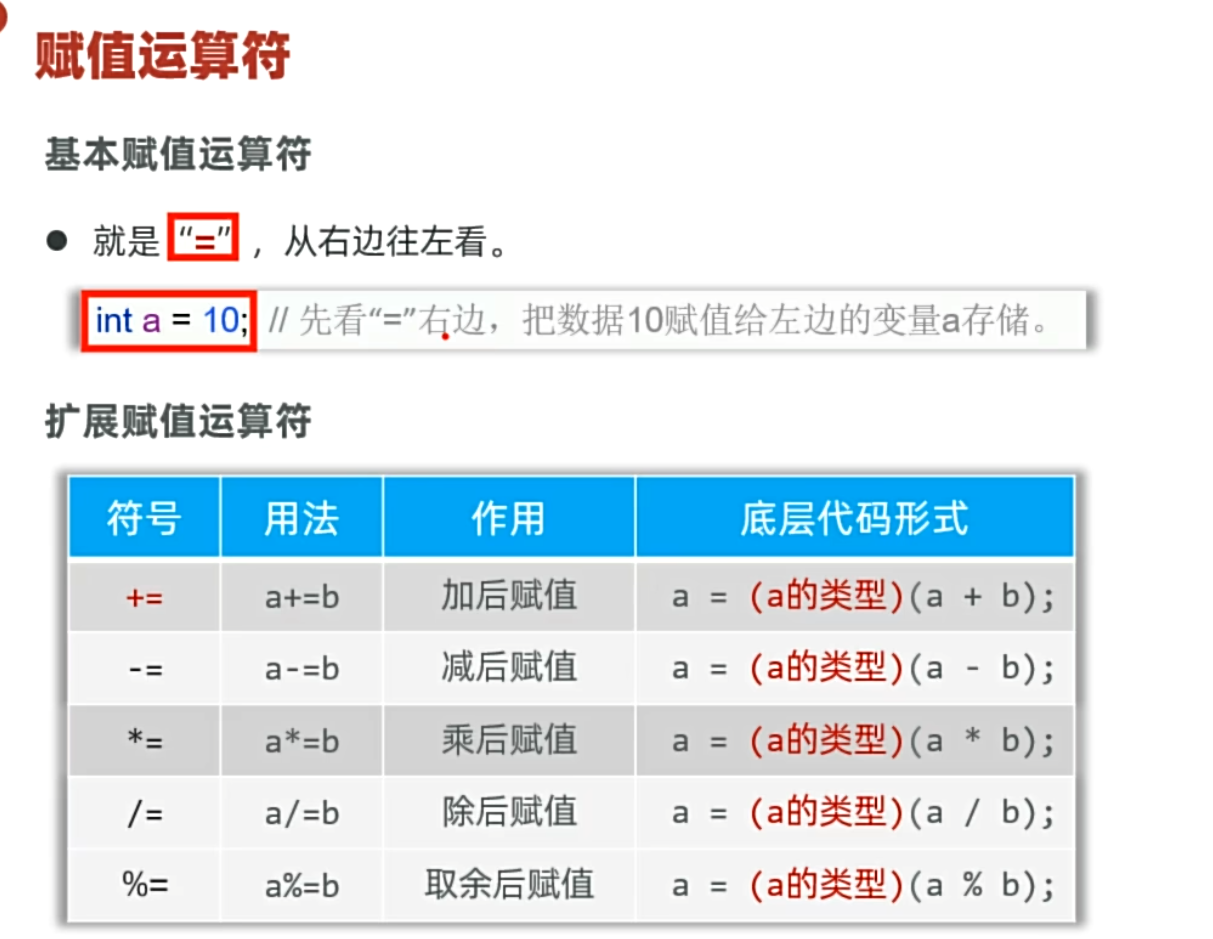 赋值运算符
基本赋值运算符
● 就是 “=” ，从右边往左看。
int a = 10; // 先看“=”右边，把数据10赋值给左边的变量a存储。
扩展赋值运算符
符号 用法 作用 底层代码形式
+= a+=b 加后赋值 a = (a的类型)(a + b);
-= a-=b 减后赋值 a = (a的类型)(a - b);
*= a*=b 乘后赋值 a = (a的类型)(a * b);
/= a/=b 除后赋值 a = (a的类型)(a / b);
%= a%=b 取余后赋值 a = (a的类型)(a % b);